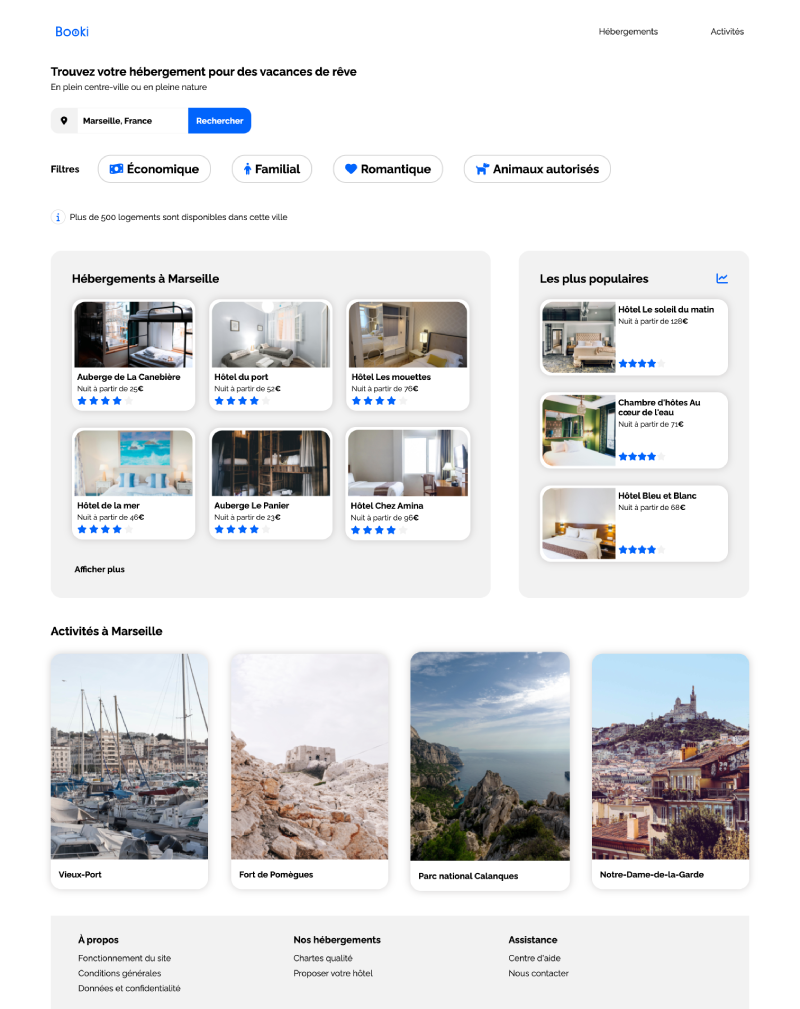 Booki
Hébergements
Activités
Trouvez votre hébergement pour des vacances de rêve
En plein centre-ville ou en pleine nature
Marseille, France
Rechercher
Filtres
Économique
Familial
Romantique
Animaux autorisés
Plus de 500 logements sont disponibles dans cette ville
Hébergements à Marseille
Auberge de La Canebière
Nuit à partir de 25€
Hôtel du port
Nuit à partir de 52€
Hôtel Les mouettes
Nuit à partir de 76€
Hôtel de la mer
Nuit à partir de 46€
Auberge Le Panier
Nuit à partir de 23€
Hôtel Chez Amina
Nuit à partir de 96€
Afficher plus
Les plus populaires
Hôtel Le soleil du matin
Nuit à partir de 128€
Chambre d'hôtes Au
cœur de l'eau
Nuit à partir de 71€
Hôtel Bleu et Blanc
Nuit à partir de 68€
Activités à Marseille
Vieux-Port
Fort de Pomègues
Parc national Calanques
Notre-Dame-de-la-Garde
À propos
Fonctionnement du site
Conditions générales
Données et confidentialité
Nos hébergements
Chartes qualité
Proposer votre hôtel
Assistance
Centre d'aide
Nous contacter